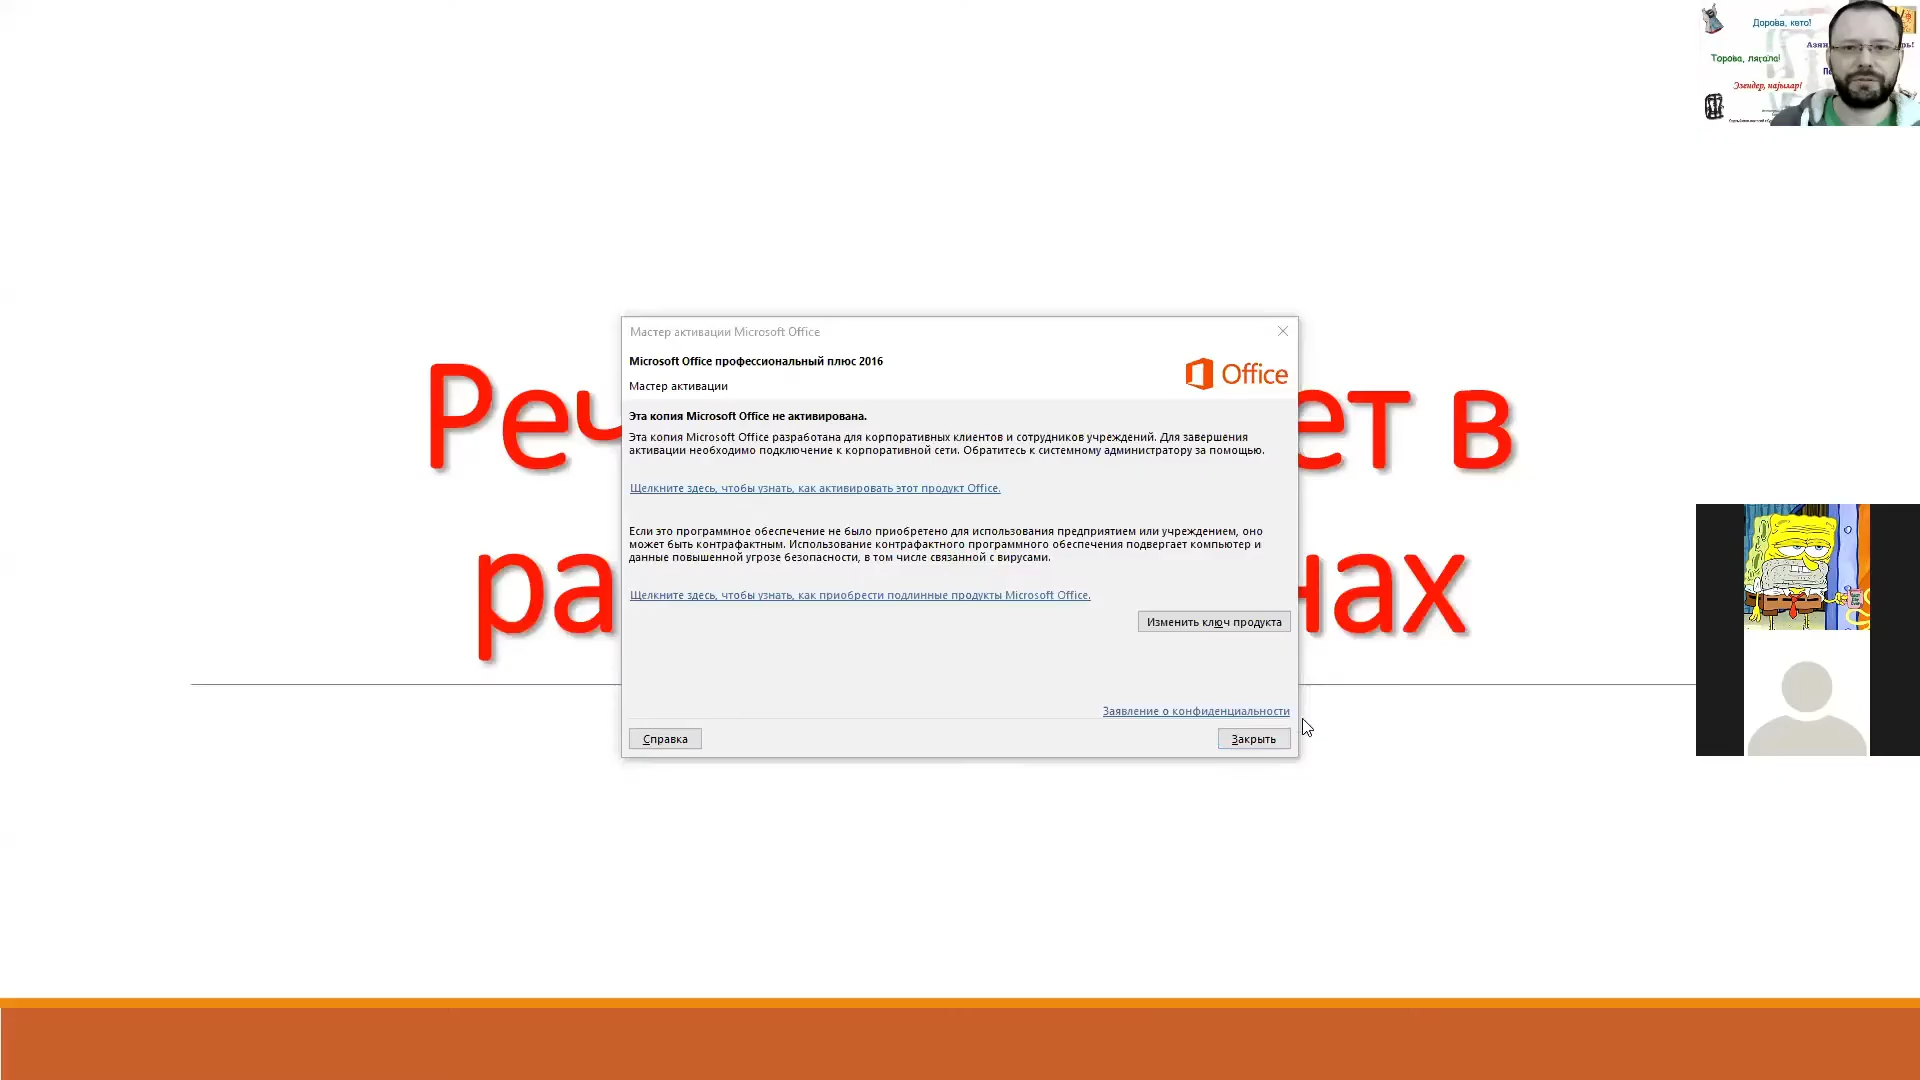 Дорова, кето!
Торова, лясяла!
Эзендер, најылар!
Мастер активации Microsoft Office
Microsoft Office профессиональный плюс 2016
Office
Мастер активации
Эта копия Microsoft Office не активирована.
Эта копия Microsoft Office разработана для корпоративных клиентов и сотрудников учреждений. Для завершения
активации необходимо подключение к корпоративной сети. Обратитесь к системному администратору за помощью.
Щелкните здесь, чтобы узнать, как активировать этот продукт Office.
Если это программное обеспечение не было приобретено для использования предприятием или учреждением, оно
может быть контрафактным. Использование контрафактного программного обеспечения подвергает компьютер и
данные повышенной угрозе безопасности, в том числе связанной с вирусами.
Щелкните здесь, чтобы узнать, как приобрести подлинные продукты Microsoft Office.
Изменить ключ продукта
Заявление о конфиденциальности
Справка
Закрыть
Реч ет в
ра нах